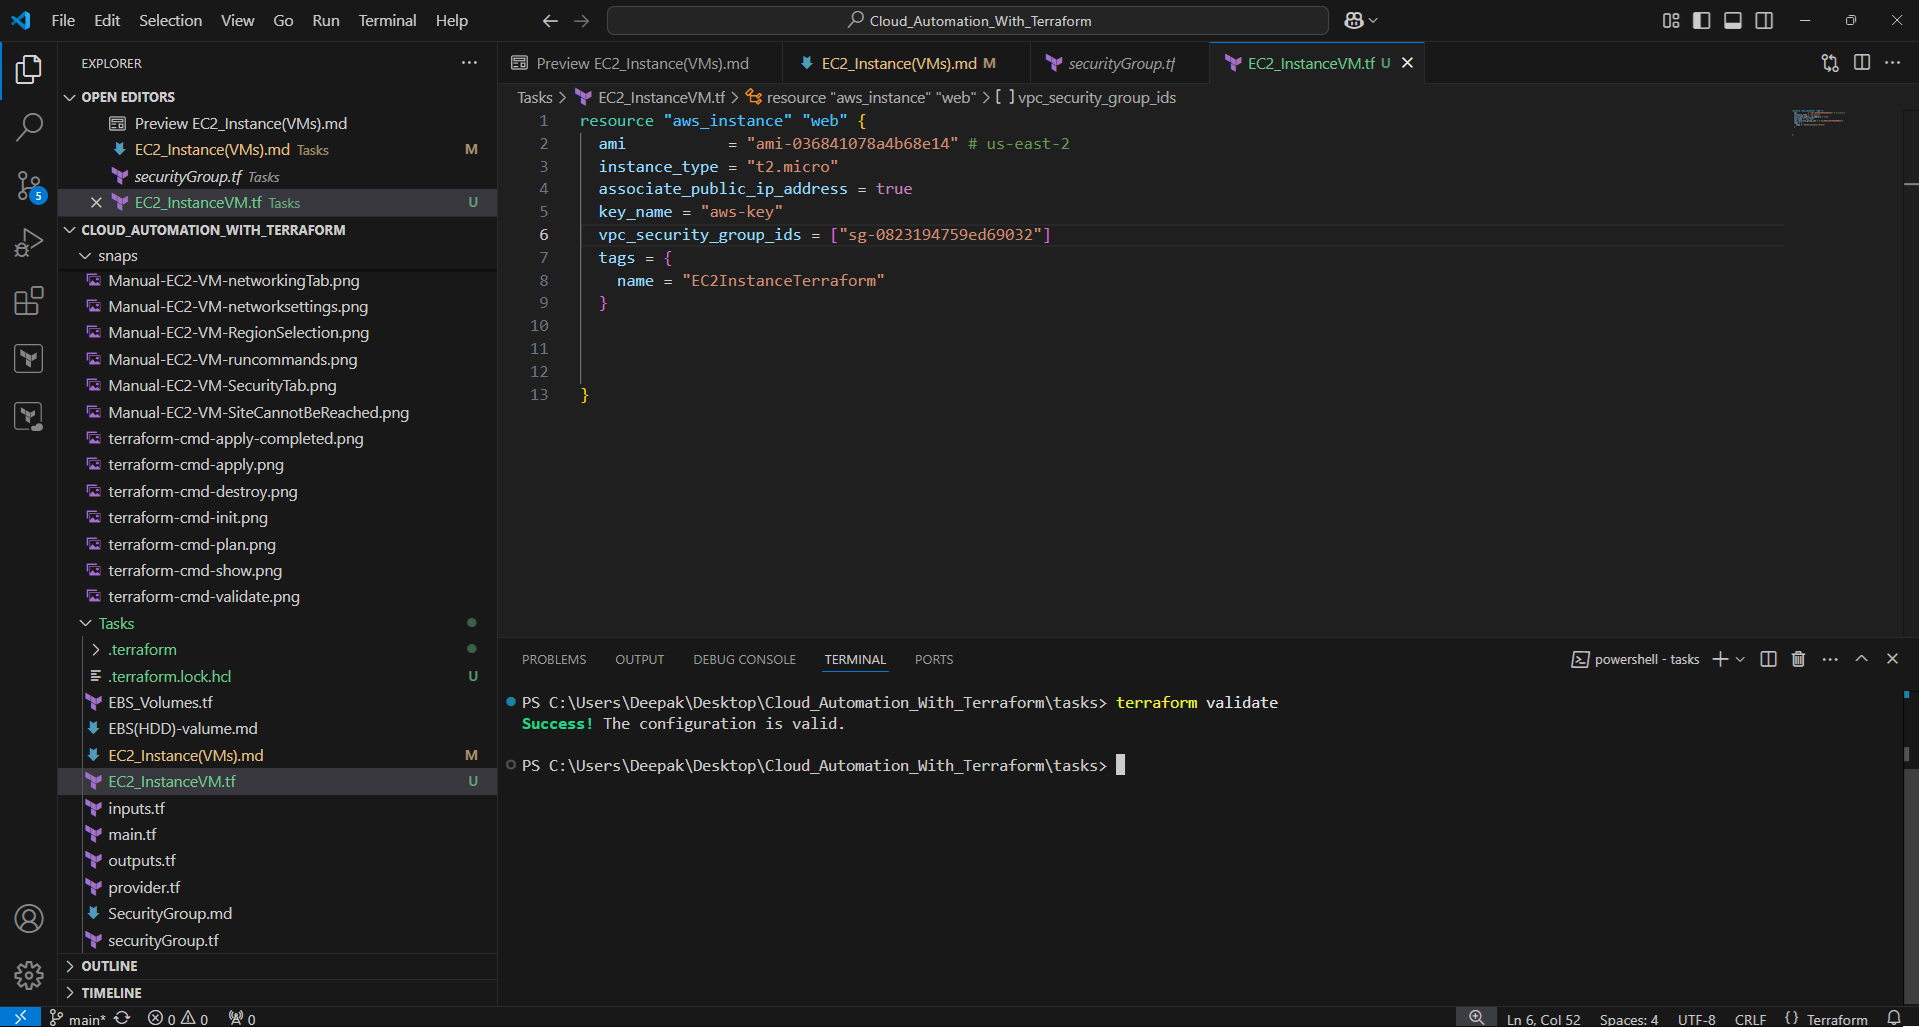 File Edit Selection View Go Run Terminal Help
Cloud_Automation_With_Terraform
EXPLORER
OPEN EDITORS
Preview EC2_Instance(VMs).md
EC2_Instance(VMs).md Tasks M
securityGroup.tf Tasks
EC2_InstanceVM.tf Tasks U
CLOUD_AUTOMATION_WITH_TERRAFORM
snaps
Manual-EC2-VM-networkingTab.png
Manual-EC2-VM-networksettings.png
Manual-EC2-VM-RegionSelection.png
Manual-EC2-VM-runcommands.png
Manual-EC2-VM-SecurityTab.png
Manual-EC2-VM-SiteCannotBeReached.png
terraform-cmd-apply-completed.png
terraform-cmd-apply.png
terraform-cmd-destroy.png
terraform-cmd-init.png
terraform-cmd-plan.png
terraform-cmd-show.png
terraform-cmd-validate.png
Tasks
.terraform
.terraform.lock.hcl U
EBS_Volumes.tf
EBS(HDD)-valume.md
EC2_Instance(VMs).md M
EC2_InstanceVM.tf U
inputs.tf
main.tf
outputs.tf
provider.tf
SecurityGroup.md
securityGroup.tf
OUTLINE
TIMELINE
5
Preview EC2_Instance(VMs).md EC2_Instance(VMs).md M securityGroup.tf EC2_InstanceVM.tf U
Tasks > EC2_InstanceVM.tf > resource "aws_instance" "web" > [ ] vpc_security_group_ids
1 resource "aws_instance" "web" {
2 ami = "ami-036841078a4b68e14" # us-east-2
3 instance_type = "t2.micro"
4 associate_public_ip_address = true
5 key_name = "aws-key"
6 vpc_security_group_ids = ["sg-0823194759ed69032"]
7 tags = {
8 name = "EC2InstanceTerraform"
9 }
10
11
12
13 }
PROBLEMS OUTPUT DEBUG CONSOLE TERMINAL PORTS
powershell - tasks
PS C:\Users\Deepak\Desktop\Cloud_Automation_With_Terraform\tasks> terraform validate
Success! The configuration is valid.
PS C:\Users\Deepak\Desktop\Cloud_Automation_With_Terraform\tasks>
main* 0 0 0
Ln 6, Col 52 Spaces: 4 UTF-8 CRLF { } Terraform